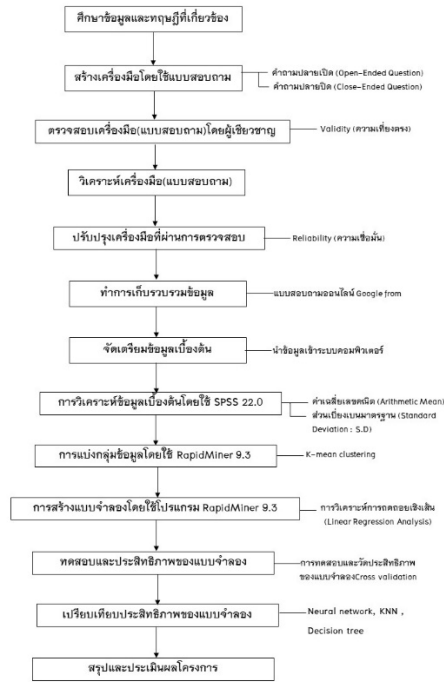 ศึกษาข้อมูลและทฤษฎีที่เกี่ยวข้อง
สร้างเครื่องมือโดยใช้แบบสอบถาม
คำถามปลายเปิด (Open-Ended Question)
คำถามปลายปิด (Close-Ended Question)
ตรวจสอบเครื่องมือ(แบบสอบถาม)โดยผู้เชียวชาญ
Validity (ความเที่ยงตรง)
วิเคราะห์เครื่องมือ(แบบสอบถาม)
ปรับปรุงเครื่องมือที่ผ่านการตรวจสอบ
Reliability (ความเชื่อมั่น)
ทำการเก็บรวบรวมข้อมูล
แบบสอบถามออนไลน์ Google from
จัดเตรียมข้อมูลเบื้องต้น
นำข้อมูลเข้าระบบคอมพิวเตอร์
การวิเคราะห์ข้อมูลเบื้องต้นโดยใช้ SPSS 22.0
ค่าเฉลี่ยเลขคณิต (Arithmetic Mean)
ส่วนเบี่ยงเบนมาตรฐาน (Standard
Deviation : S.D)
การแบ่งกลุ่มข้อมูลโดยใช้ RapidMiner 9.3
K-mean clustering
การสร้างแบบจำลองโดยใช้โปรแกรม RapidMiner 9.3
การวิเคราะห์การถดถอยเชิงเส้น
(Linear Regression Analysis)
ทดสอบและประสิทธิภาพของแบบจำลอง
การทดสอบและวัดประสิทธิภาพ
ของแบบจำลองCross validation
เปรียบเทียบประสิทธิภาพของแบบจำลอง
Neural network, KNN ,
Decision tree
สรุปและประเมินผลโครงการ